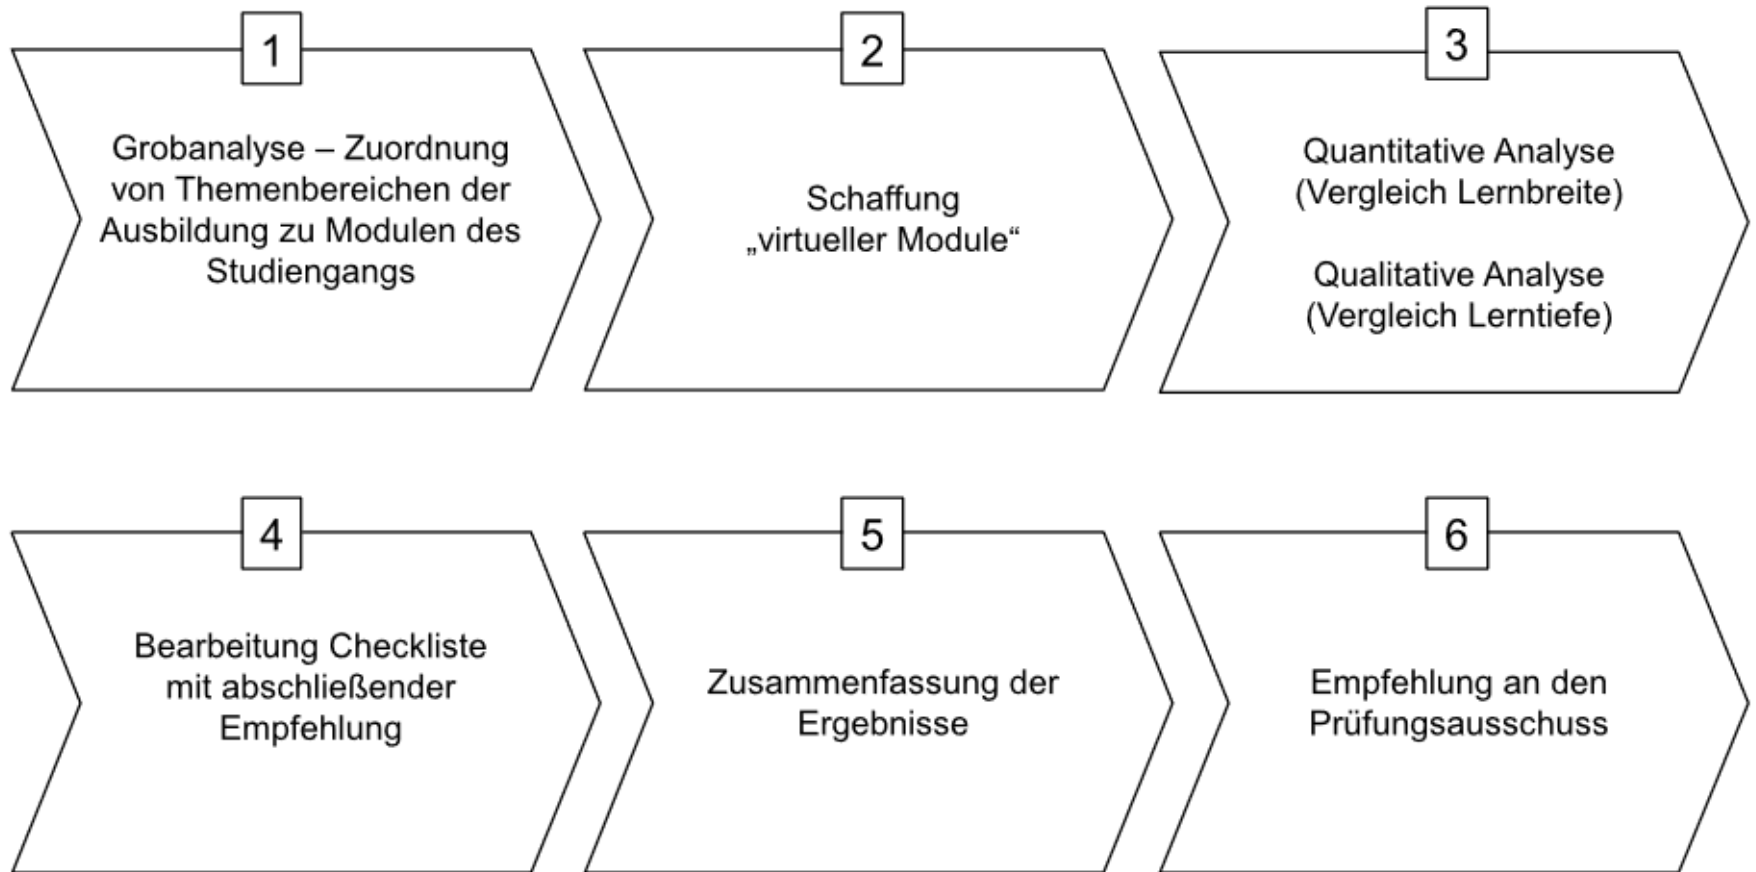 1
Grobanalyse – Zuordnung
von Themenbereichen der
Ausbildung zu Modulen des
Studiengangs
2
Schaffung
„virtueller Module“
3
Quantitative Analyse
(Vergleich Lernbreite)
Qualitative Analyse
(Vergleich Lerntiefe)
4
Bearbeitung Checkliste
mit abschließender
Empfehlung
5
Zusammenfassung der
Ergebnisse
6
Empfehlung an den
Prüfungsausschuss